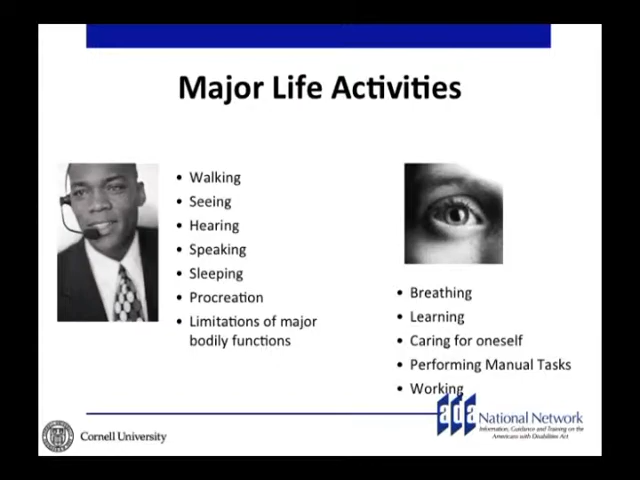 Major Life Activities
• Walking
• Seeing
• Hearing
• Speaking
• Sleeping
• Procreation
• Limitations of major
bodily functions
• Breathing
• Learning
• Caring for oneself
• Performing Manual Tasks
• Working
Cornell University
ada National Network
Information, Guidance and Training on the
Americans with Disabilities Act